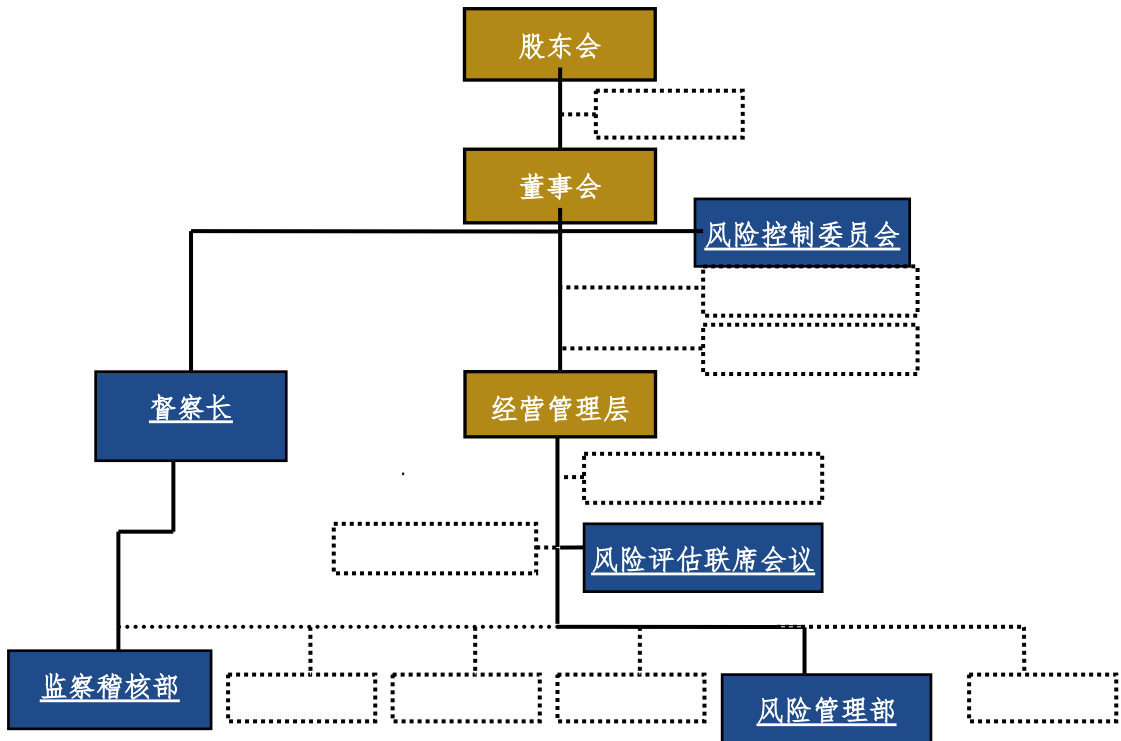 股东会
董事会
风险控制委员会
督察长
经营管理层
风险评估联席会议
监察稽核部
风险管理部